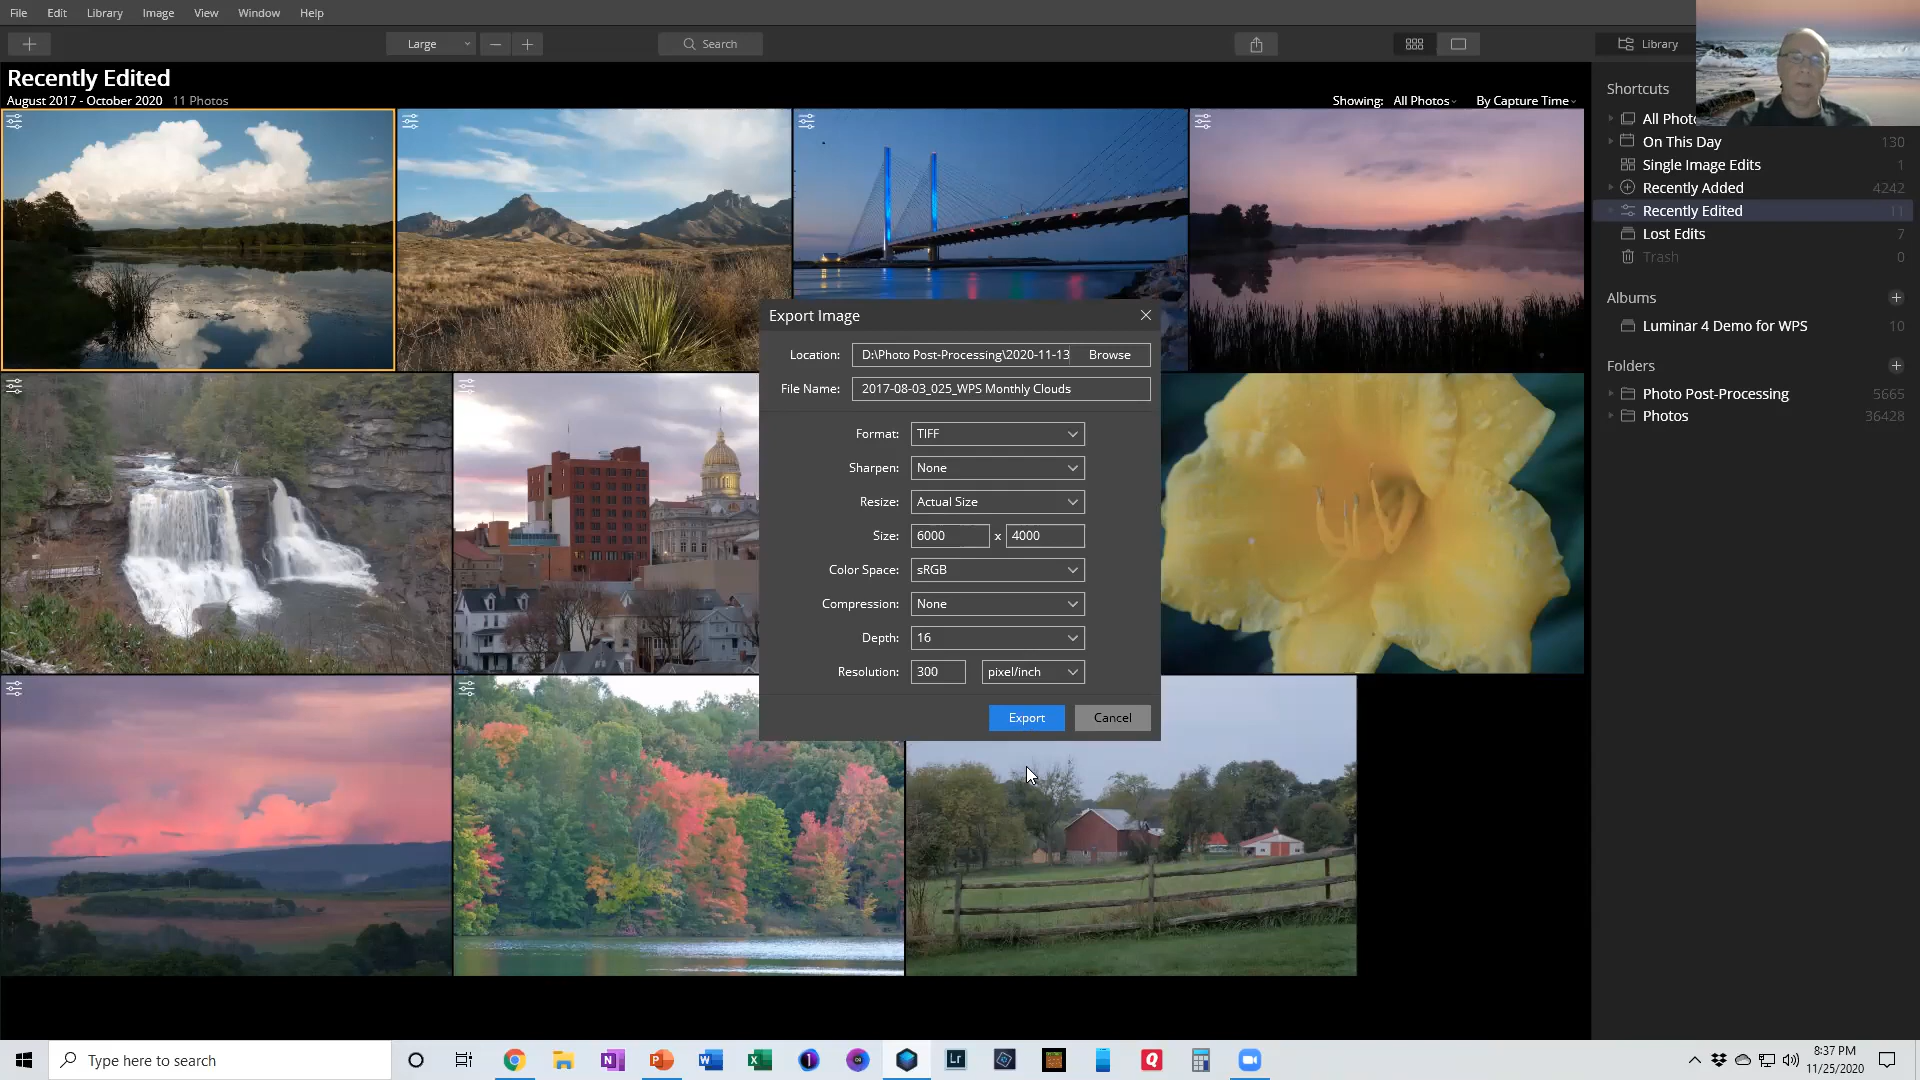 File Edit Library Image View Window Help
Large Search Library
Recently Edited
August 2017 - October 2020 11 Photos
Showing: All Photos By Capture Time
Shortcuts
All Photo
On This Day 130
Single Image Edits 1
Recently Added 4242
Recently Edited 11
Lost Edits 7
Trash 0
Albums
Luminar 4 Demo for WPS 10
Folders
Photo Post-Processing 5665
Photos 36428
Export Image
Location: D:\Photo Post-Processing\2020-11-13 Browse
File Name: 2017-08-03_025_WPS Monthly Clouds
Format: TIFF
Sharpen: None
Resize: Actual Size
Size: 6000 x 4000
Color Space: sRGB
Compression: None
Depth: 16
Resolution: 300 pixel/inch
Export Cancel
Type here to search
N P W X 1 Lr Q
8:37 PM
11/25/2020